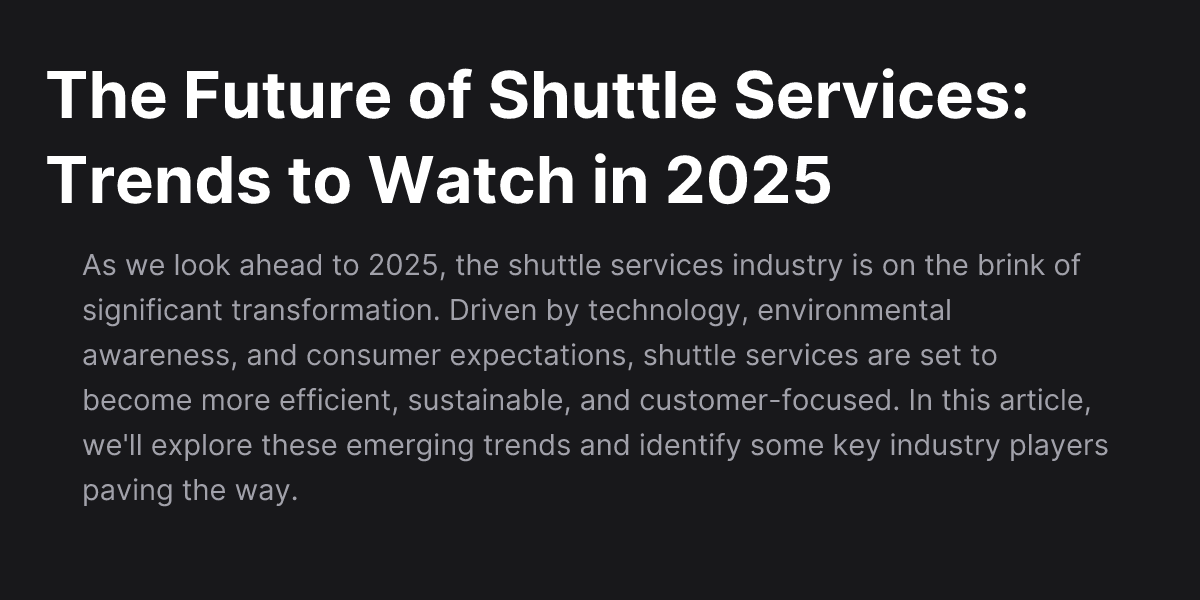 The Future of Shuttle Services:
Trends to Watch in 2025
As we look ahead to 2025, the shuttle services industry is on the brink of
significant transformation. Driven by technology, environmental
awareness, and consumer expectations, shuttle services are set to
become more efficient, sustainable, and customer-focused. In this article,
we'll explore these emerging trends and identify some key industry players
paving the way.